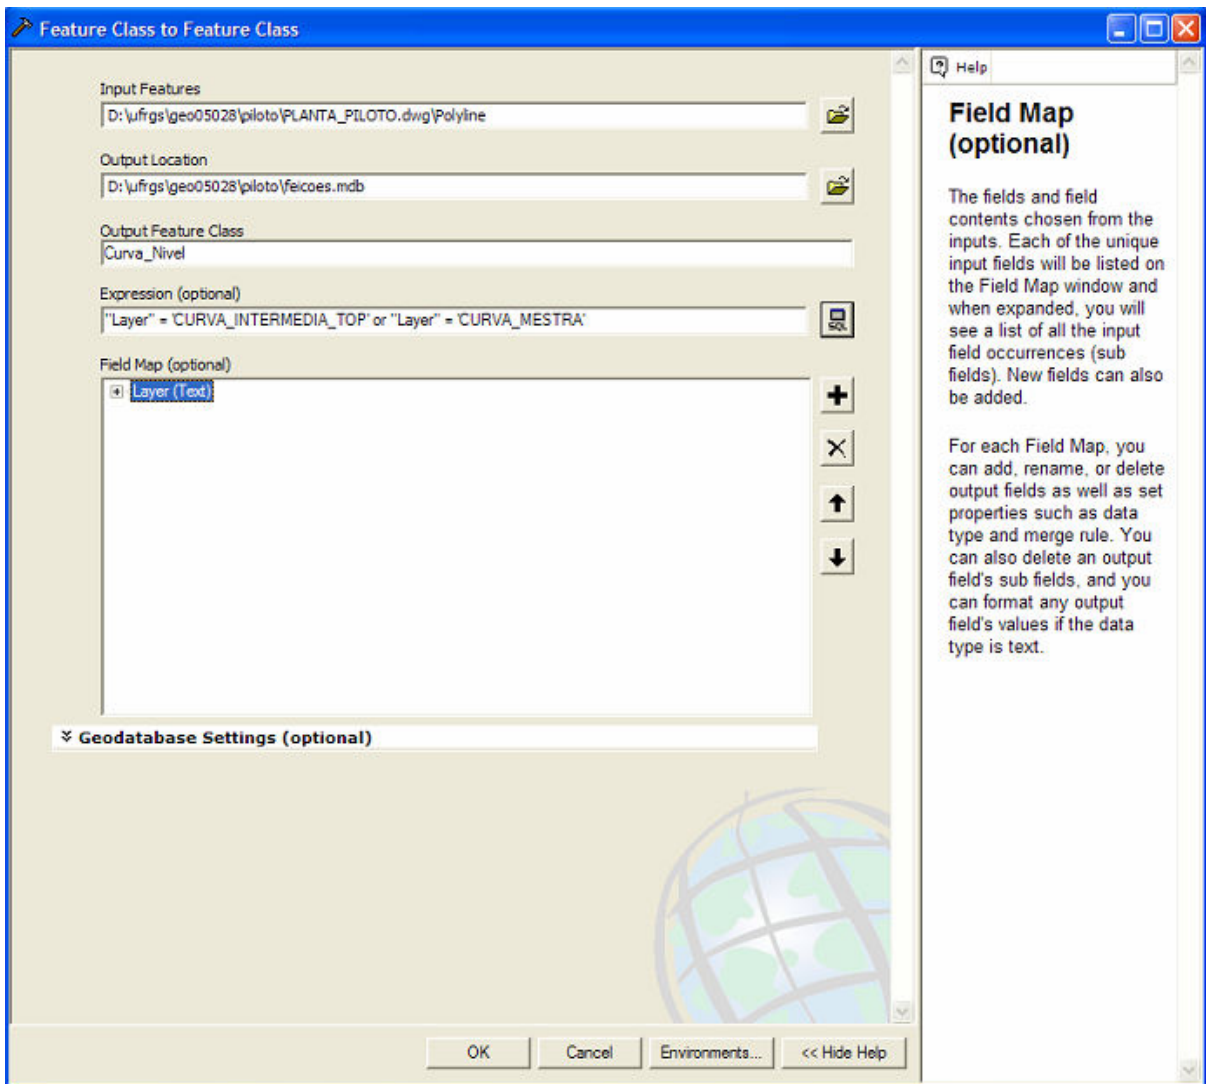 Feature Class to Feature Class
Input Features
D:\ufrgs\geo05028\piloto\PLANTA_PILOTO.dwg\Polyline
Output Location
D:\ufrgs\geo05028\piloto\feicoes.mdb
Output Feature Class
Curva_Nivel
Expression (optional)
"Layer" = 'CURVA_INTERMEDIA_TOP' or "Layer" = 'CURVA_MESTRA'
SQL
Field Map (optional)
Layer (Text)
Geodatabase Settings (optional)
OK
Cancel
Environments...
<< Hide Help
Help
Field Map
(optional)
The fields and field
contents chosen from the
inputs. Each of the unique
input fields will be listed on
the Field Map window and
when expanded, you will
see a list of all the input
field occurrences (sub
fields). New fields can also
be added.
For each Field Map, you
can add, rename, or delete
output fields as well as set
properties such as data
type and merge rule. You
can also delete an output
field's sub fields, and you
can format any output
field's values if the data
type is text.